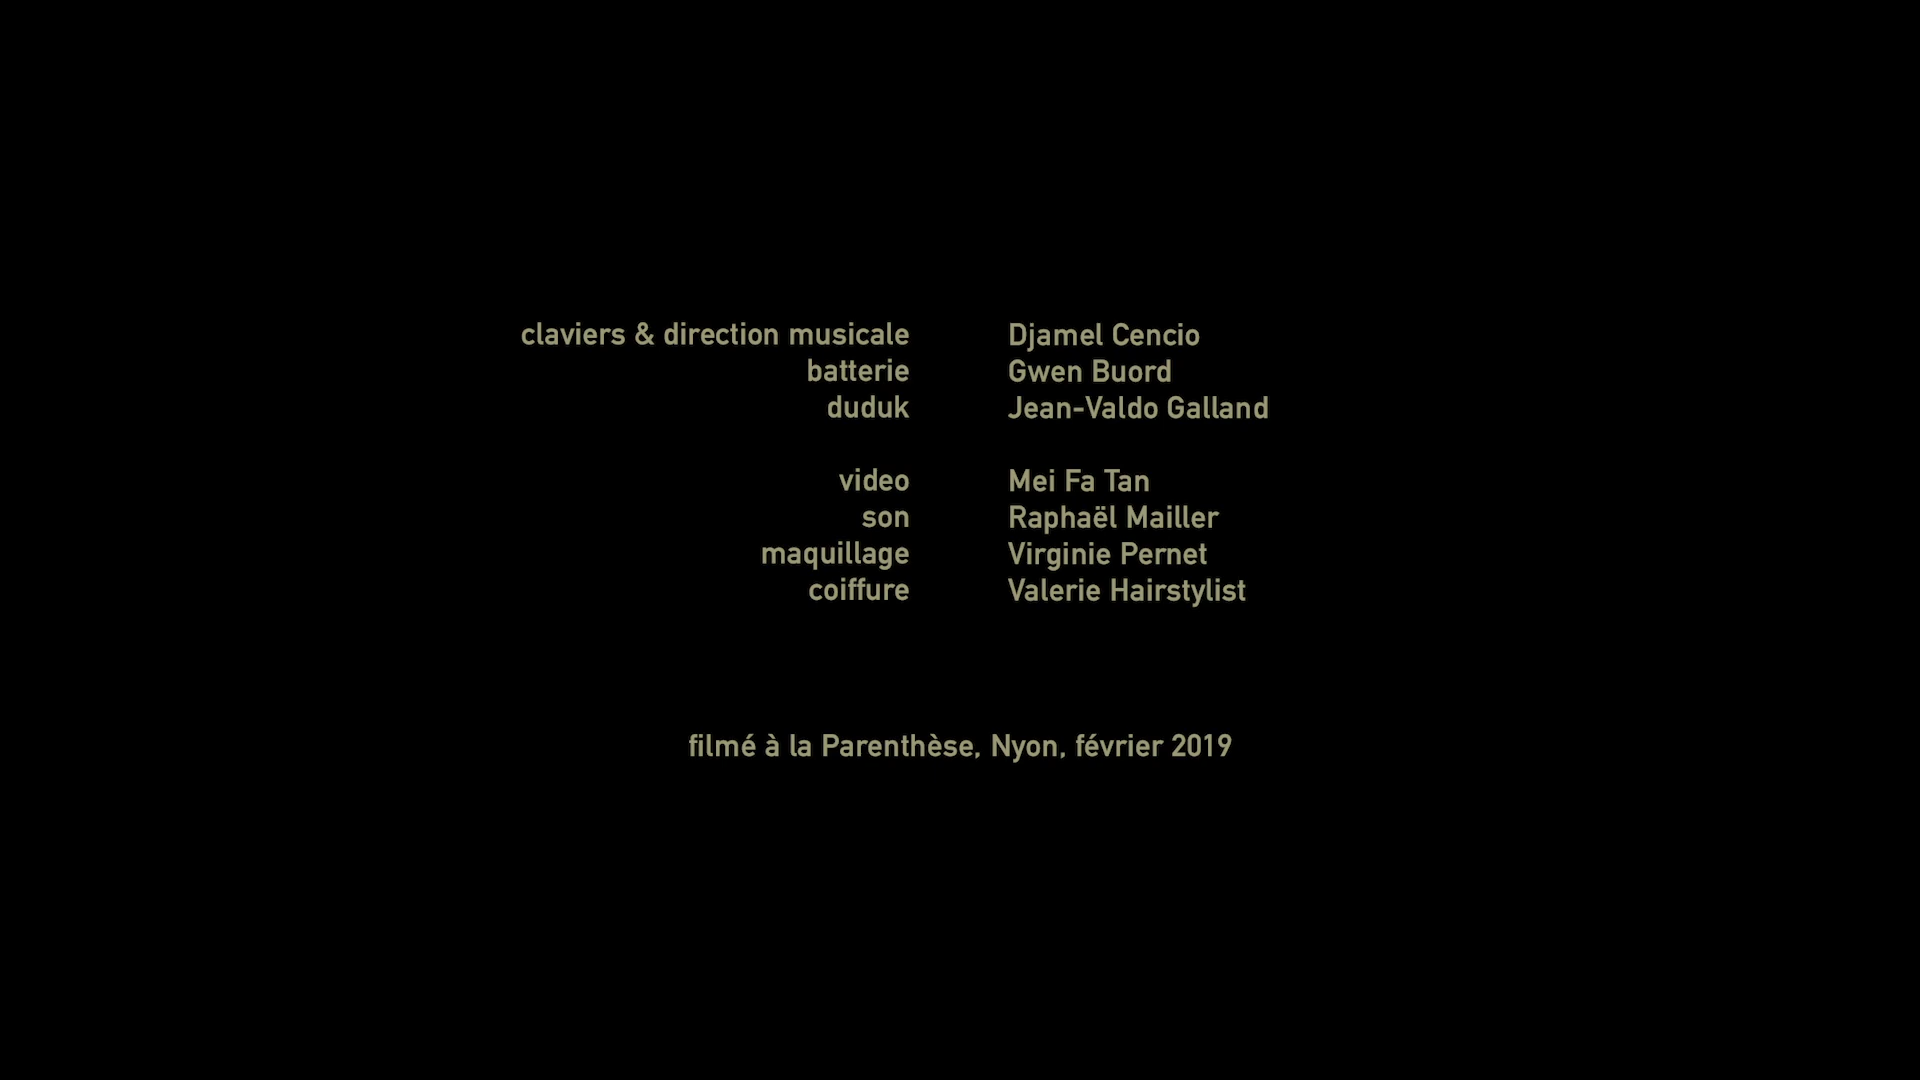 claviers & direction musicale Djamel Cencio
batterie Gwen Buord
duduk Jean-Valdo Galland
video Mei Fa Tan
son Raphaël Mailler
maquillage Virginie Pernet
coiffure Valerie Hairstylist
filmé à la Parenthèse, Nyon, février 2019